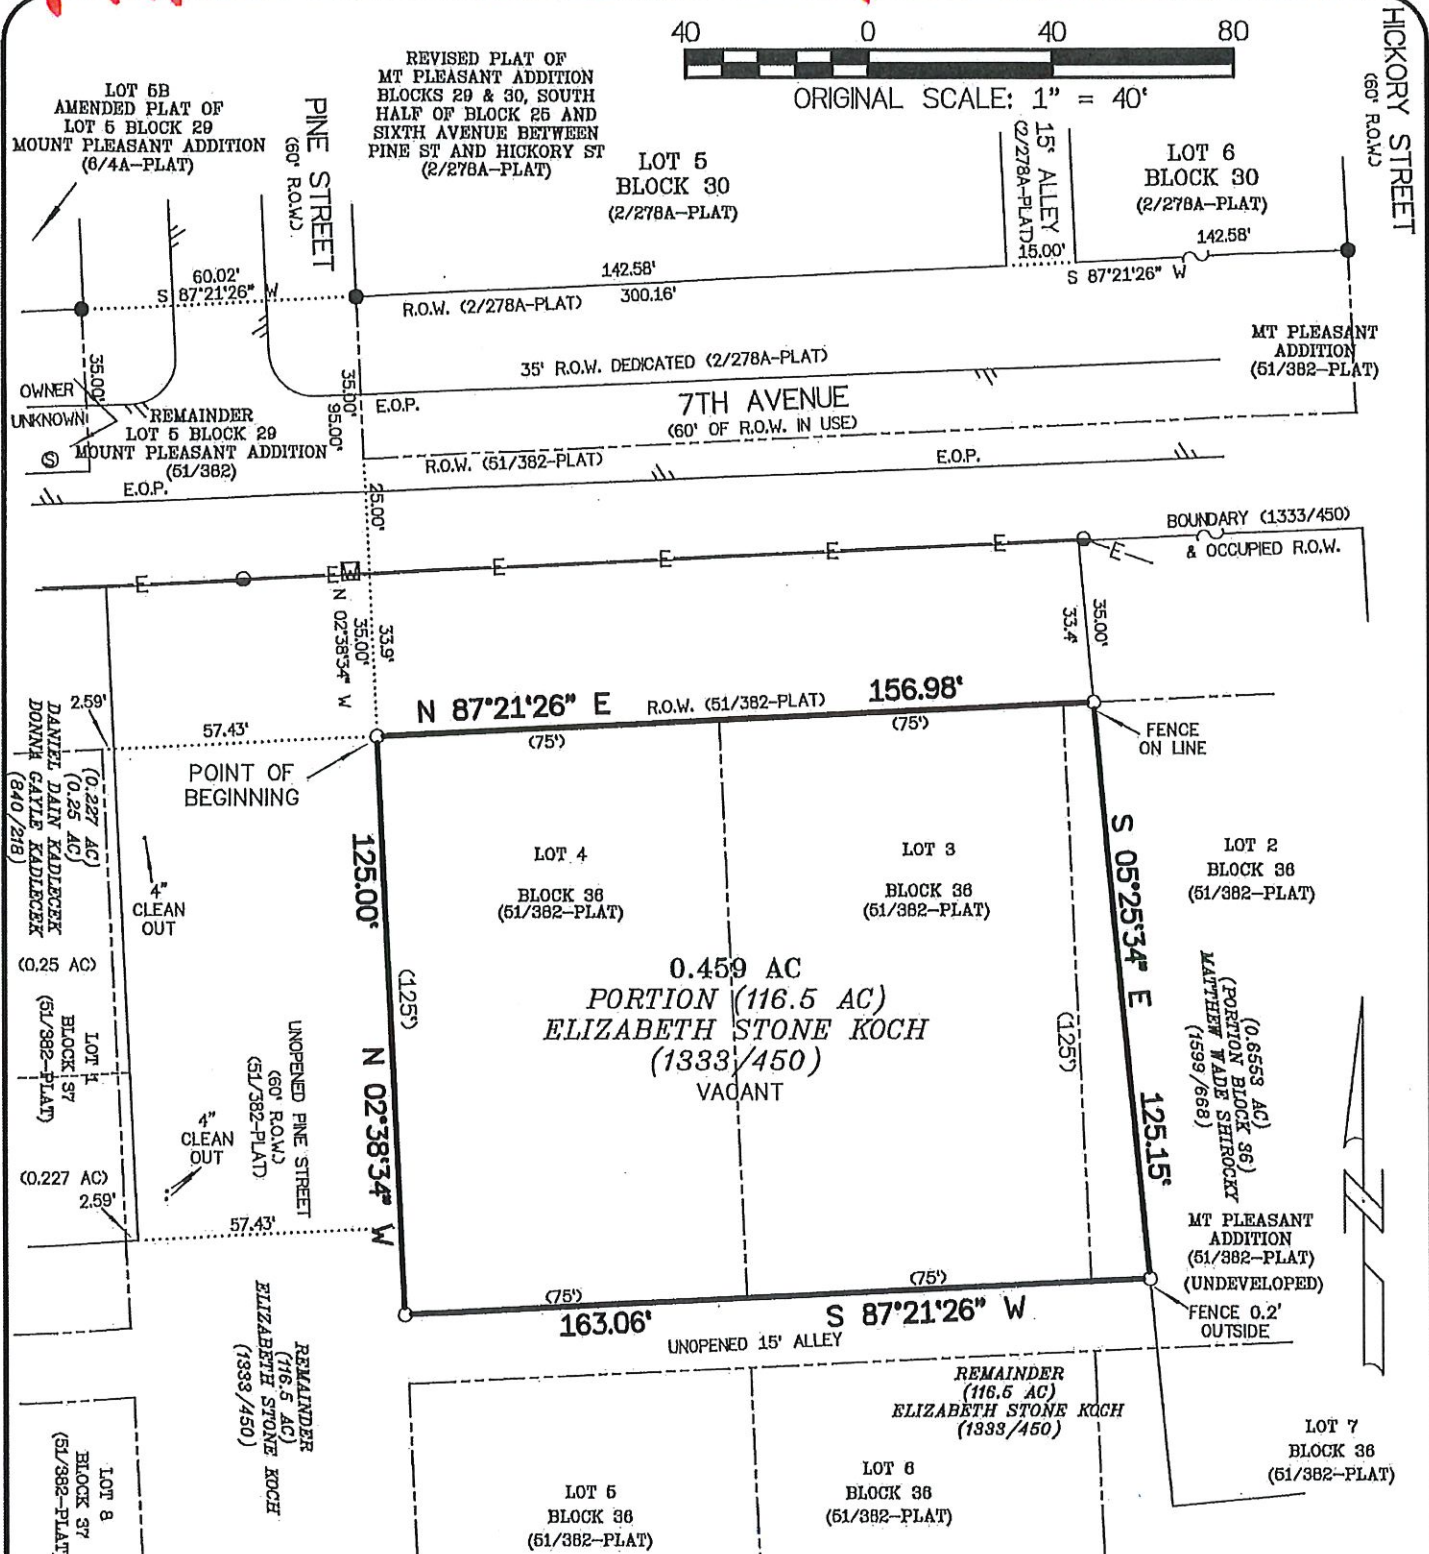 40 0 40 80
ORIGINAL SCALE: 1" = 40'
HICKORY STREET
(60' R.O.W.)
LOT 5B
AMENDED PLAT OF
LOT 5 BLOCK 29
MOUNT PLEASANT ADDITION
(6/4A-PLAT)
PINE STREET
(60' R.O.W.)
REVISED PLAT OF
MT PLEASANT ADDITION
BLOCKS 29 & 30, SOUTH
HALF OF BLOCK 25 AND
SIXTH AVENUE BETWEEN
PINE ST AND HICKORY ST
(2/278A-PLAT)
LOT 5
BLOCK 30
(2/278A-PLAT)
15' ALLEY
(2/278A-PLAT)
15.00'
LOT 6
BLOCK 30
(2/278A-PLAT)
142.58'
S 87°21'26" W
60.02'
S 87°21'26" W
142.58'
R.O.W. (2/278A-PLAT) 300.16'
MT PLEASANT
ADDITION
(51/382-PLAT)
35' R.O.W. DEDICATED (2/278A-PLAT)
35.00'
OWNER
UNKNOWN
35.00'
95.00'
E.O.P.
7TH AVENUE
(60' OF R.O.W. IN USE)
REMAINDER
LOT 5 BLOCK 29
MOUNT PLEASANT ADDITION
(51/382)
S
R.O.W. (51/382-PLAT)
E.O.P.
E.O.P.
25.00'
BOUNDARY (1333/450)
& OCCUPIED R.O.W.
E E W E E E E E
N 02°38'34" W
35.00'
33.9'
33.4'
35.00'
2.59'
57.43'
N 87°21'26" E R.O.W. (51/382-PLAT) 156.98'
(75') (75')
FENCE
ON LINE
POINT OF
BEGINNING
DANIEL DAIN KADLECEK
DONNA GAYLE KADLECEK
(840/218)
(0.227 AC)
(0.25 AC)
4"
CLEAN
OUT
125.00'
(125')
N 02°38'34" W
LOT 4
BLOCK 36
(51/382-PLAT)
LOT 3
BLOCK 36
(51/382-PLAT)
S 05°25'34" E
125.15'
LOT 2
BLOCK 36
(51/382-PLAT)
0.459 AC
PORTION (116.5 AC)
ELIZABETH STONE KOCH
(1333/450)
VACANT
(125')
(0.6553 AC)
(PORTION BLOCK 36)
MATTHEW WADE SHIROCKY
(1599/668)
(0.25 AC)
LOT 1
BLOCK 37
(51/382-PLAT)
UNOPENED PINE STREET
(60' R.O.W.)
(51/382-PLAT)
4"
CLEAN
OUT
(0.227 AC)
2.59'
57.43'
N
MT PLEASANT
ADDITION
(51/382-PLAT)
(UNDEVELOPED)
(75') (75')
163.06' S 87°21'26" W
FENCE 0.2'
OUTSIDE
UNOPENED 15' ALLEY
REMAINDER
(116.5 AC)
ELIZABETH STONE KOCH
(1333/450)
REMAINDER
(116.5 AC)
ELIZABETH STONE KOCH
(1333/450)
LOT 8
BLOCK 37
(51/382-PLAT)
LOT 5
BLOCK 36
(51/382-PLAT)
LOT 6
BLOCK 36
(51/382-PLAT)
LOT 7
BLOCK 36
(51/382-PLAT)